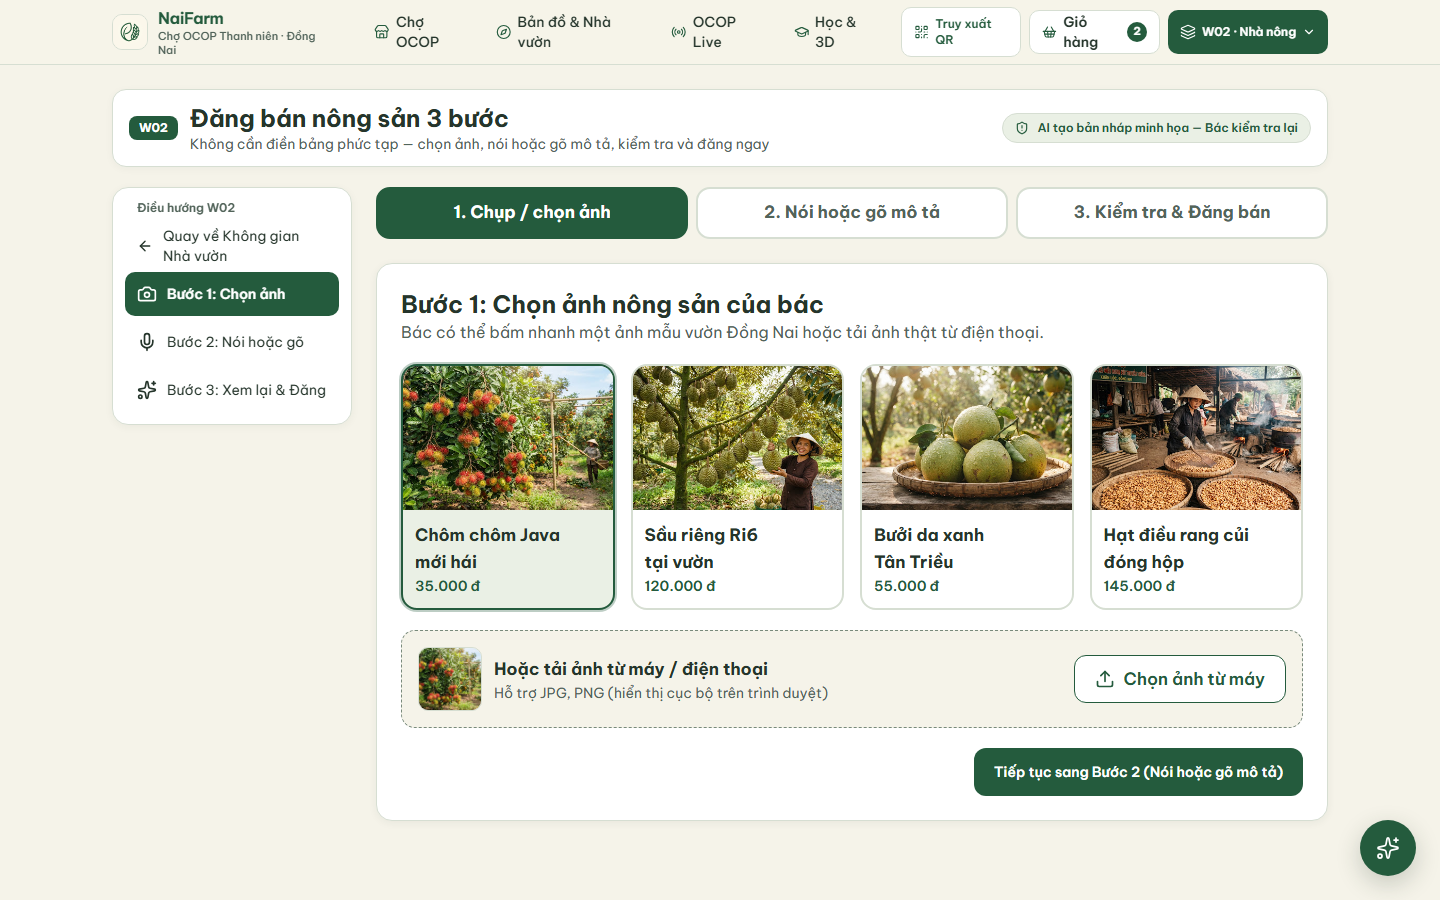 NaiFarm
Chợ OCOP Thanh niên · Đồng
Nai
Chợ
OCOP
Bản đồ & Nhà
vườn
OCOP
Live
Học &
3D
Truy xuất
QR
Giỏ
hàng
2
W02 · Nhà nông
W02
Đăng bán nông sản 3 bước
Không cần điền bảng phức tạp — chọn ảnh, nói hoặc gõ mô tả, kiểm tra và đăng ngay
AI tạo bản nháp minh họa — Bác kiểm tra lại
Điều hướng W02
Quay về Không gian
Nhà vườn
Bước 1: Chọn ảnh
Bước 2: Nói hoặc gõ
Bước 3: Xem lại & Đăng
1. Chụp / chọn ảnh
2. Nói hoặc gõ mô tả
3. Kiểm tra & Đăng bán
Bước 1: Chọn ảnh nông sản của bác
Bác có thể bấm nhanh một ảnh mẫu vườn Đồng Nai hoặc tải ảnh thật từ điện thoại.
Chôm chôm Java
mới hái
35.000 đ
Sầu riêng Ri6
tại vườn
120.000 đ
Bưởi da xanh
Tân Triều
55.000 đ
Hạt điều rang củi
đóng hộp
145.000 đ
Hoặc tải ảnh từ máy / điện thoại
Hỗ trợ JPG, PNG (hiển thị cục bộ trên trình duyệt)
Chọn ảnh từ máy
Tiếp tục sang Bước 2 (Nói hoặc gõ mô tả)